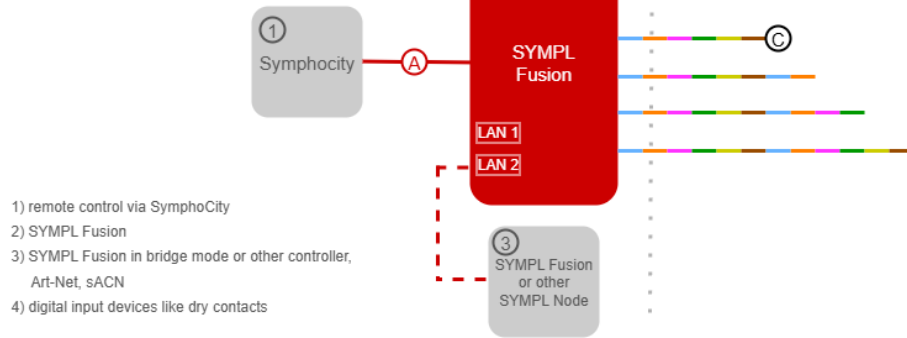 1
Symphocity
A
SYMPL
Fusion
C
LAN 1
LAN 2
3
SYMPL Fusion
or other
SYMPL Node
1) remote control via SymphoCity
2) SYMPL Fusion
3) SYMPL Fusion in bridge mode or other controller,
Art-Net, sACN
4) digital input devices like dry contacts